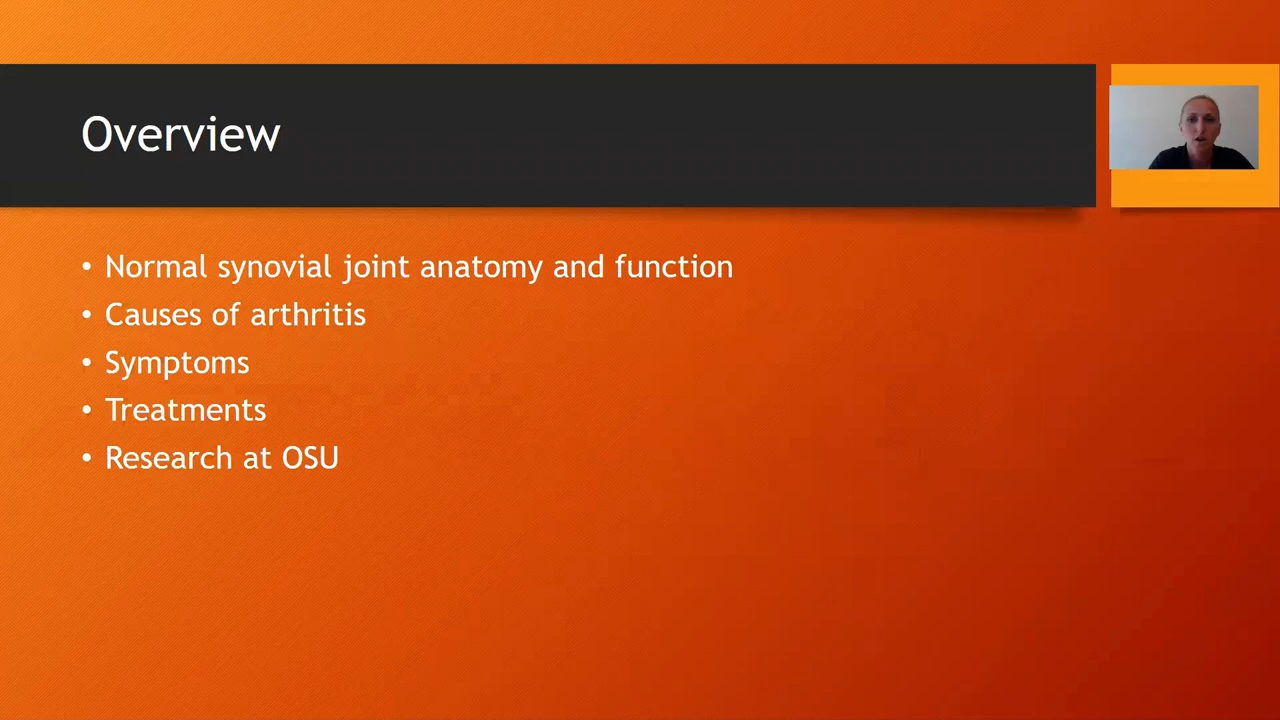 Overview
• Normal synovial joint anatomy and function
• Causes of arthritis
• Symptoms
• Treatments
• Research at OSU